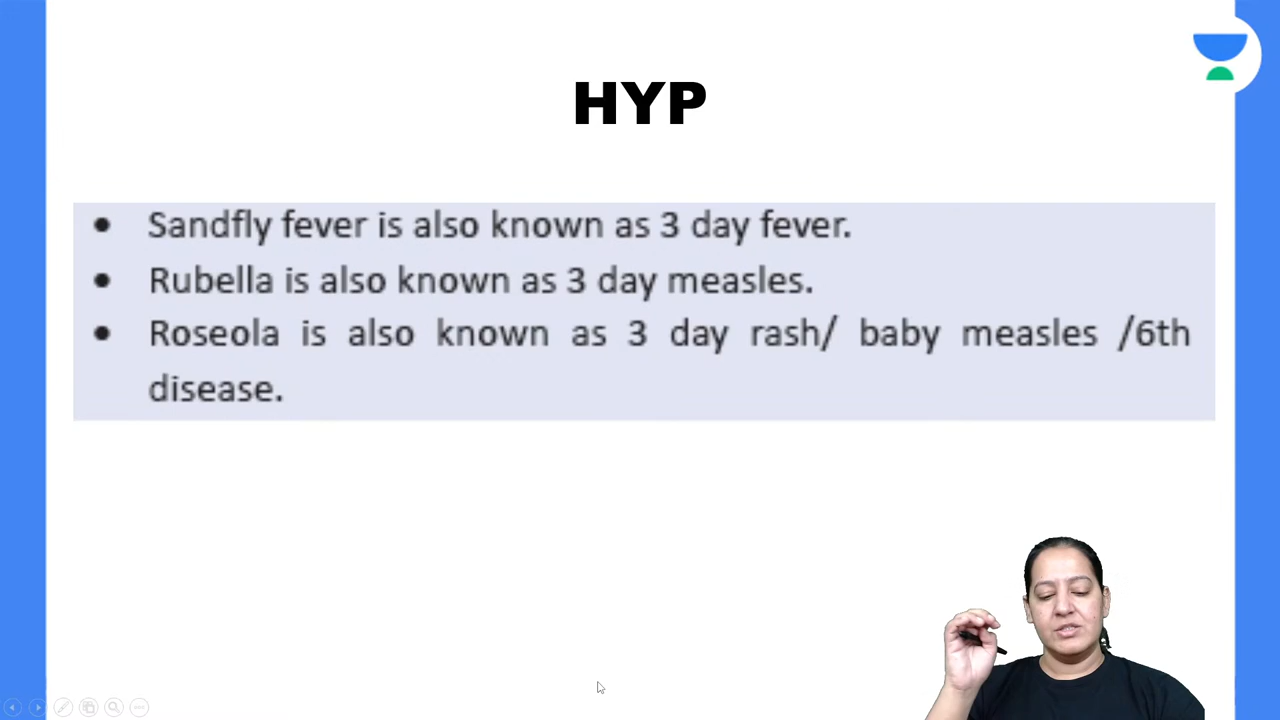 HYP
• Sandfly fever is also known as 3 day fever.
• Rubella is also known as 3 day measles.
• Roseola is also known as 3 day rash/ baby measles /6th
disease.